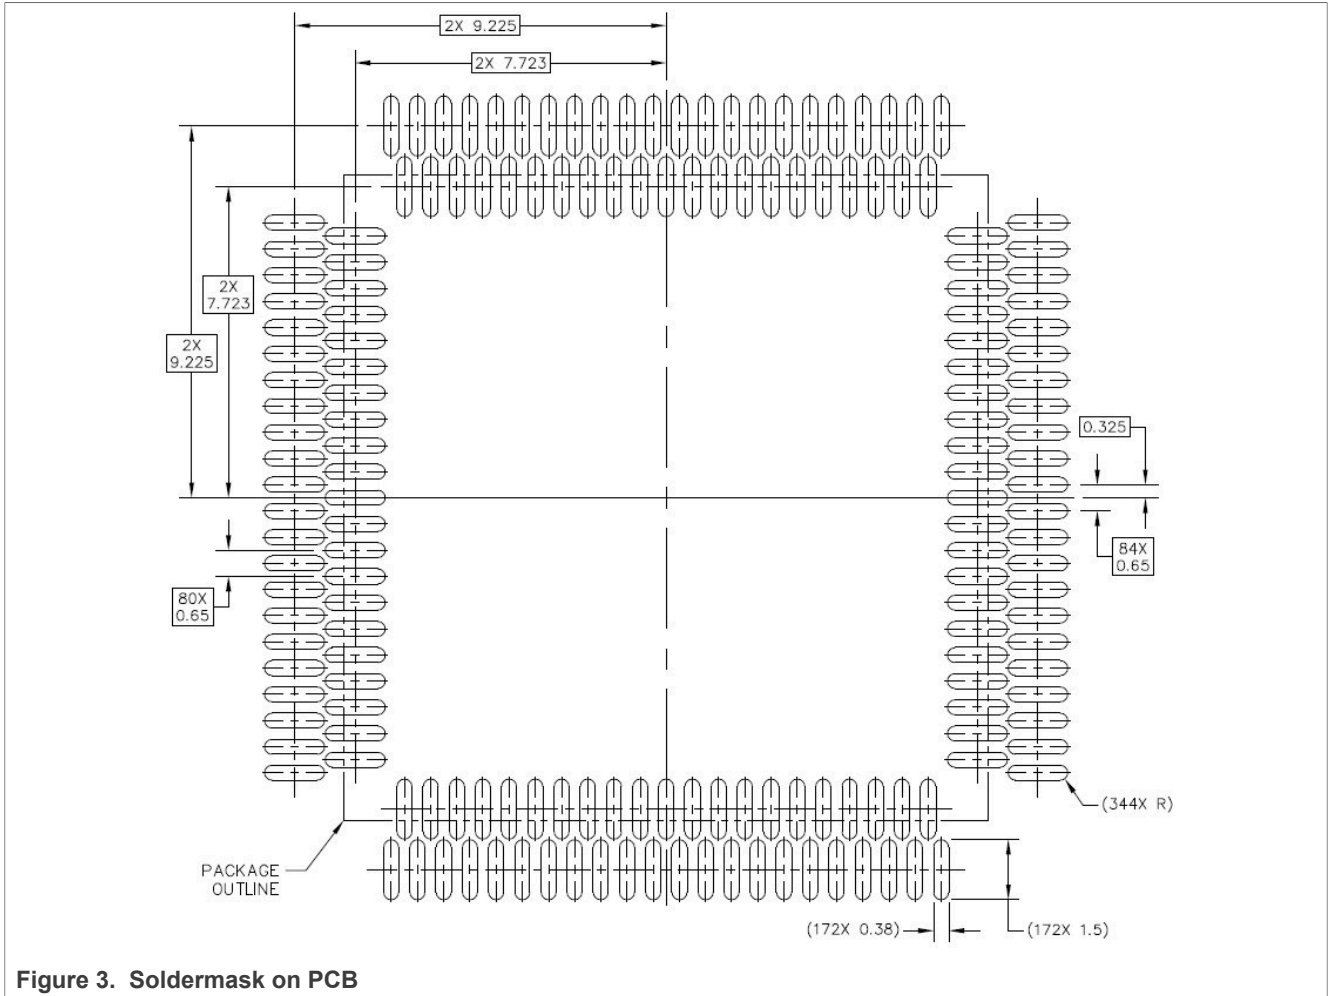 2X 9.225
2X 7.723
2X
7.723
2X
9.225
0.325
84X
0.65
80X
0.65
(344X R)
PACKAGE
OUTLINE
(172X 0.38)
(172X 1.5)
Figure 3. Soldermask on PCB